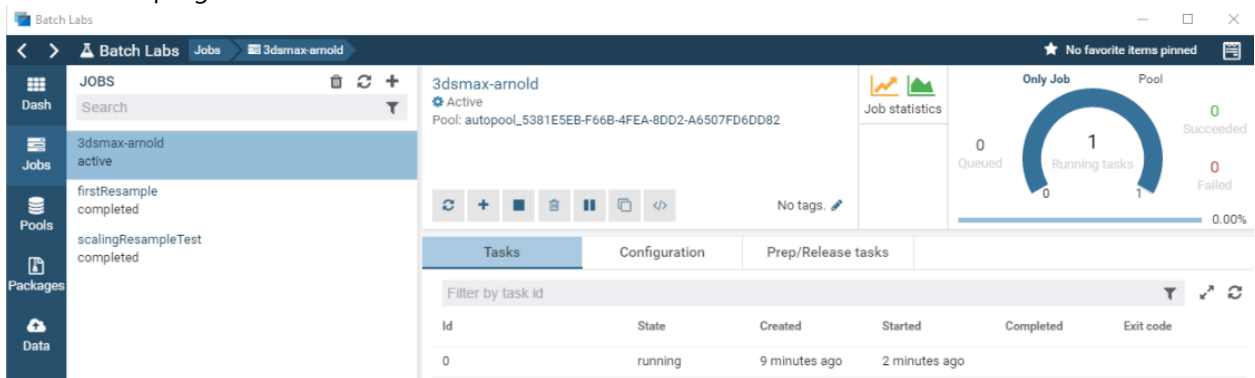 Batch Labs
Batch Labs Jobs 3dsmax-arnold No favorite items pinned
Dash
Jobs
Pools
Packages
Data
JOBS
Search
3dsmax-arnold
active
firstResample
completed
scalingResampleTest
completed
3dsmax-arnold
Active
Pool: autopool_5381E5EB-F66B-4FEA-8DD2-A6507FD6DD82
No tags.
Job statistics
Only Job Pool
0
Queued
1
Running tasks
0 1
0
Succeeded
0
Failed
0.00%
Tasks Configuration Prep/Release tasks
Filter by task id
Id State Created Started Completed Exit code
0 running 9 minutes ago 2 minutes ago